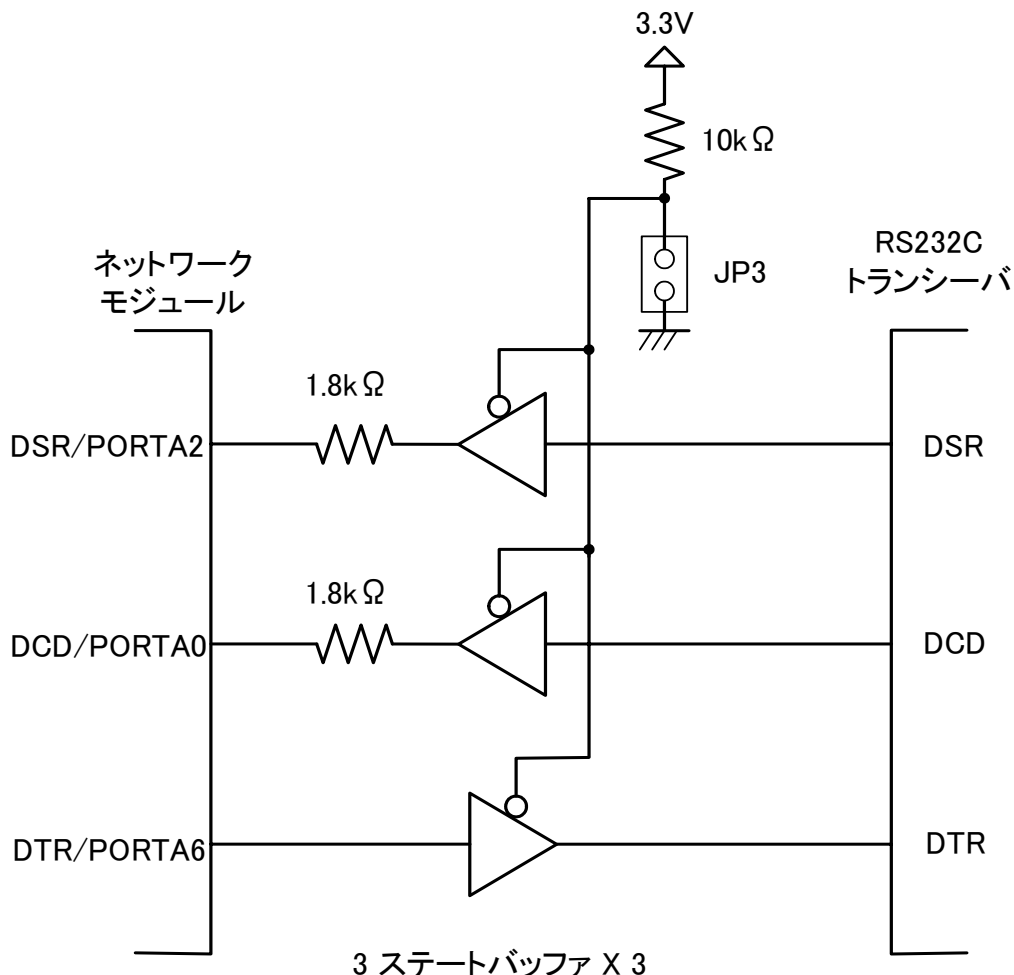 3.3V
10kΩ
ネットワーク
モジュール
JP3
RS232C
トランシーバ
1.8kΩ
DSR/PORTA2
DSR
1.8kΩ
DCD/PORTA0
DCD
DTR/PORTA6
DTR
3 ステートバッファ X 3